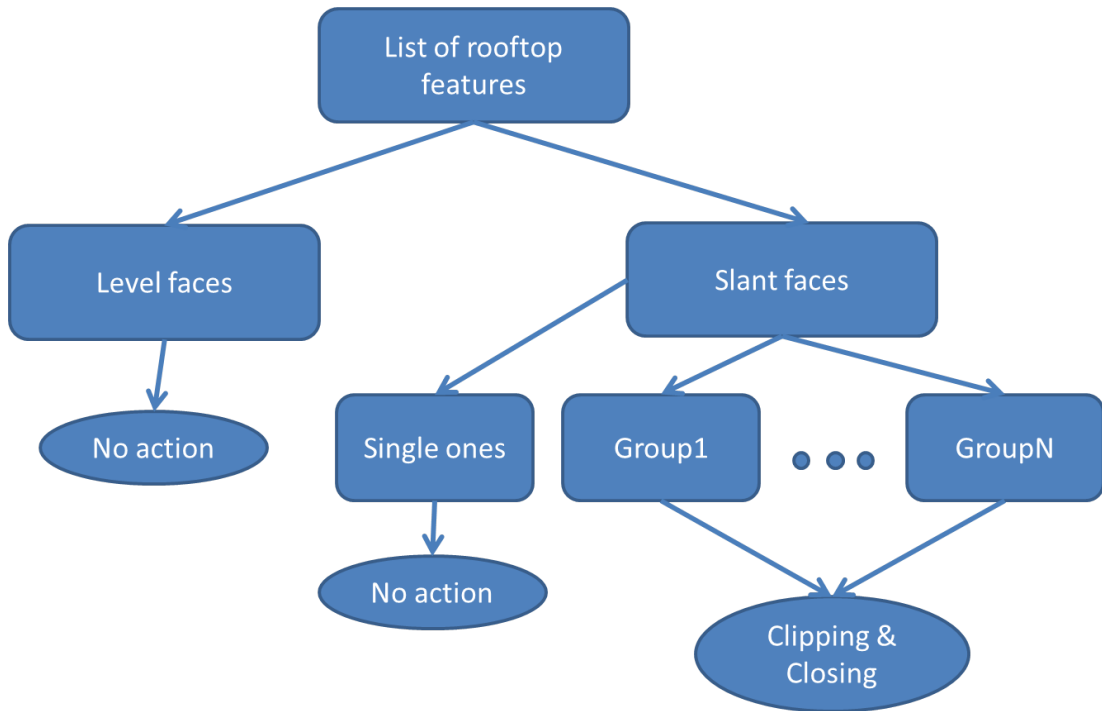 List of rooftop
features
Level faces
Slant faces
Single ones
Group1
GroupN
No action
No action
Clipping &
Closing